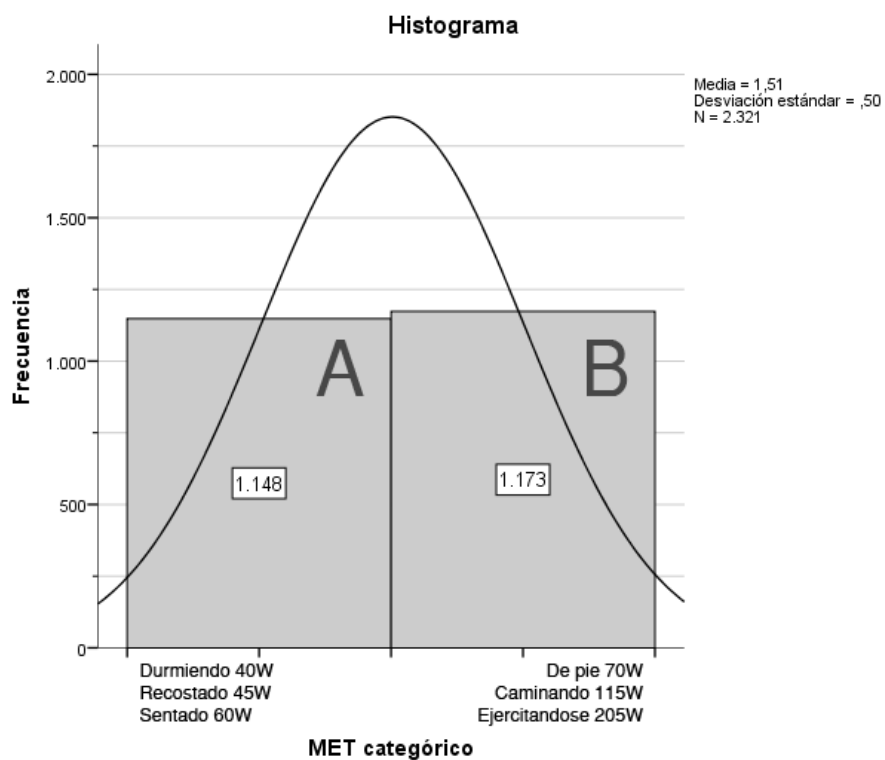 Histograma
Media = 1,51
Desviación estándar = ,50
N = 2.321
Frecuencia
2.000
1.500
1.000
500
0
A
B
1.148
1.173
Durmiendo 40W
Recostado 45W
Sentado 60W
De pie 70W
Caminando 115W
Ejercitandose 205W
MET categórico